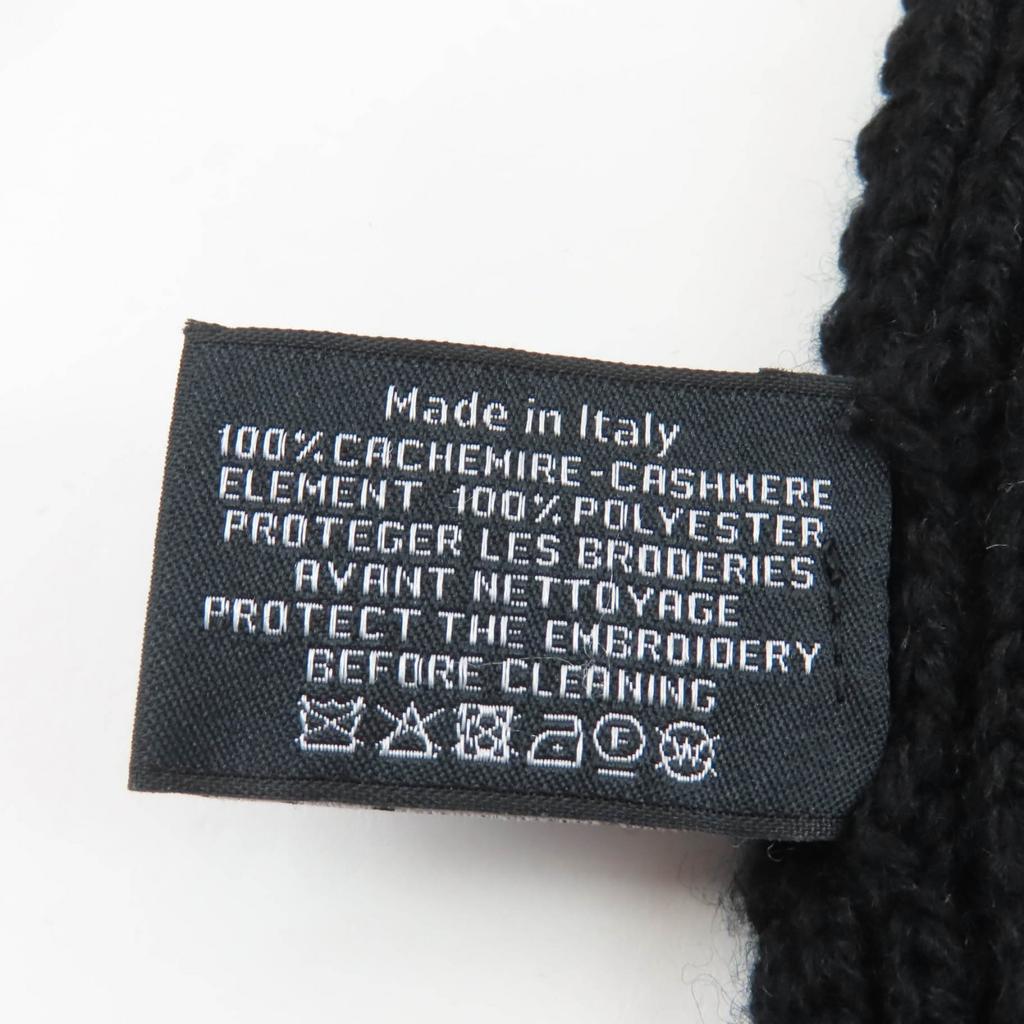 Made in Italy
100%CACHEMIRE-CASHMERE
ELEMENT 100%POLYESTER
PROTEGER LES BRODERIES
AVANT NETTOYAGE
PROTECT THE EMBROIDERY
BEFORE CLEANING
F W